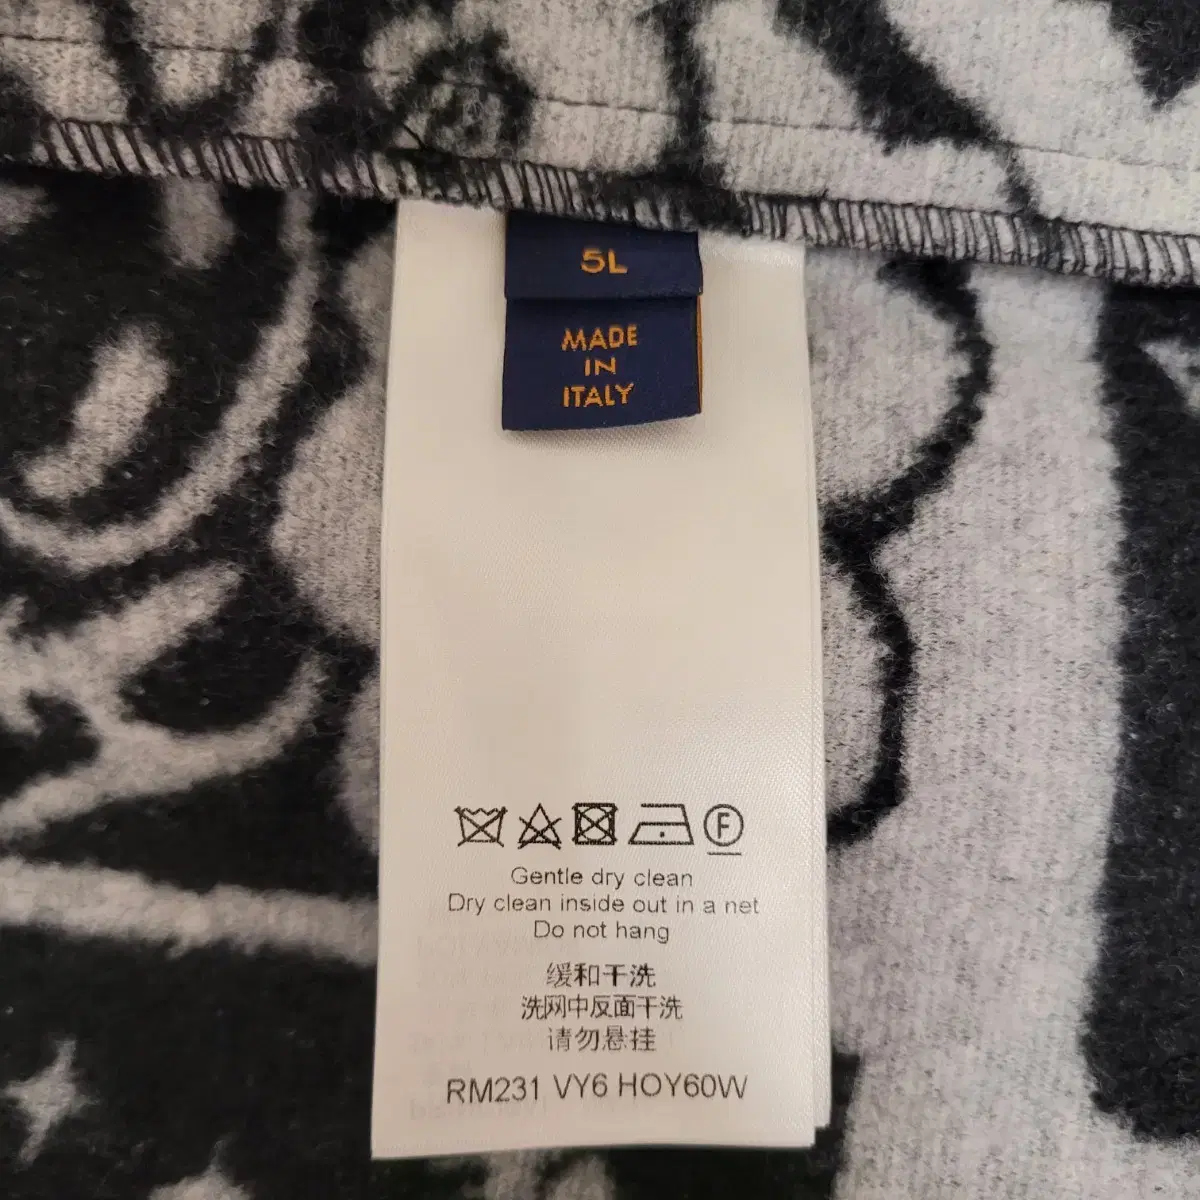 5L
MADE
IN
ITALY
F
Gentle dry clean
Dry clean inside out in a net
Do not hang
缓和干洗
洗网中反面干洗
请勿悬挂
RM231 VY6 HOY60W